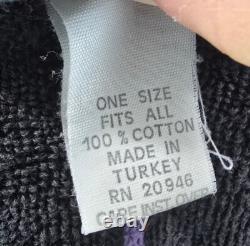 ONE SIZE
FITS ALL
100% COTTON
MADE IN
TURKEY
RN 20946
CARE INST. OVER